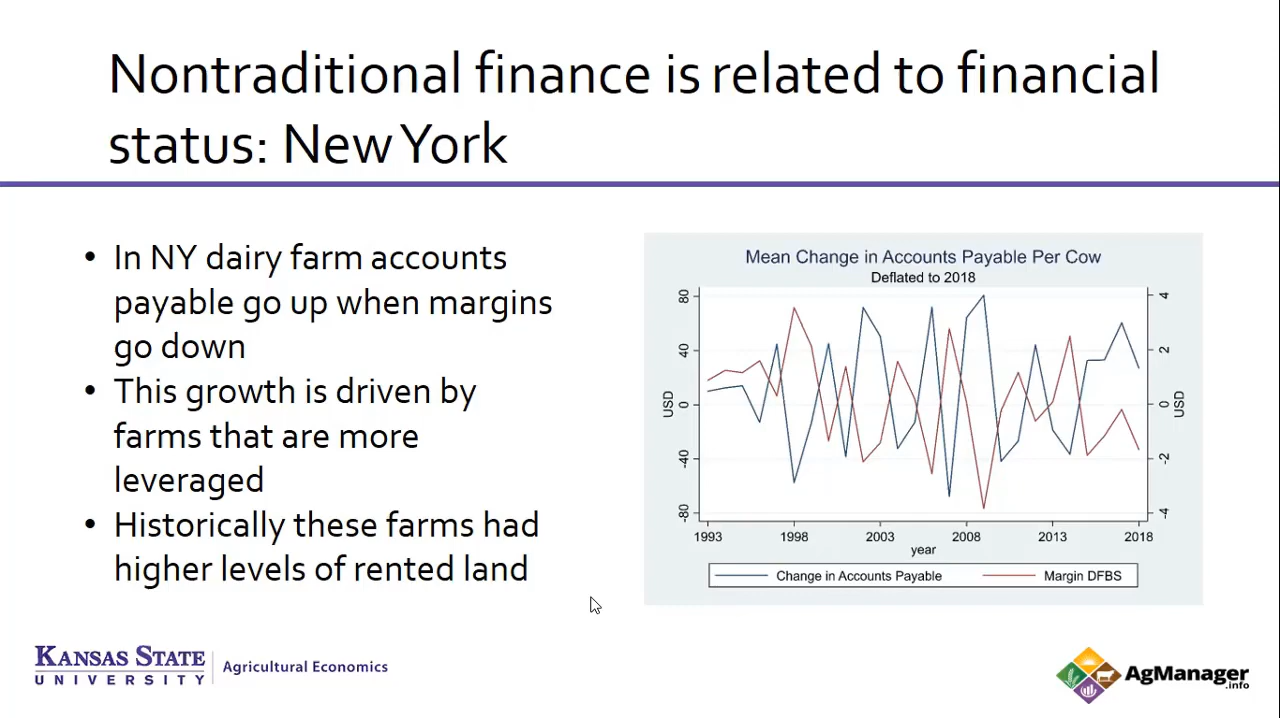 Nontraditional finance is related to financial
status: New York
• In NY dairy farm accounts
payable go up when margins
go down
• This growth is driven by
farms that are more
leveraged
• Historically these farms had
higher levels of rented land
Mean Change in Accounts Payable Per Cow
Deflated to 2018
80
40
0
-40
-80
USD
4
2
0
-2
-4
USD
1993 1998 2003 2008 2013 2018
year
Change in Accounts Payable Margin DFBS
KANSAS STATE
UNIVERSITY
Agricultural Economics
AgManager
.info